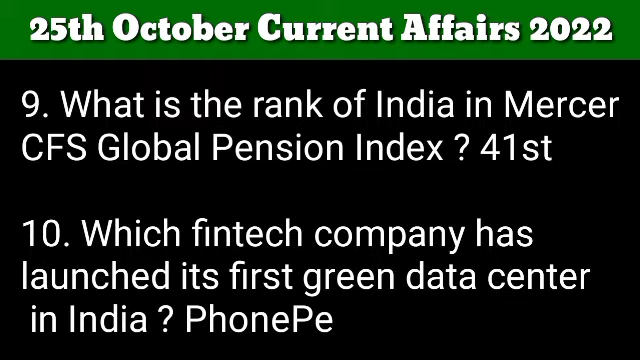 25th October Current Affairs 2022
9. What is the rank of India in Mercer
CFS Global Pension Index ? 41st
10. Which fintech company has
launched its first green data center
in India ? PhonePe